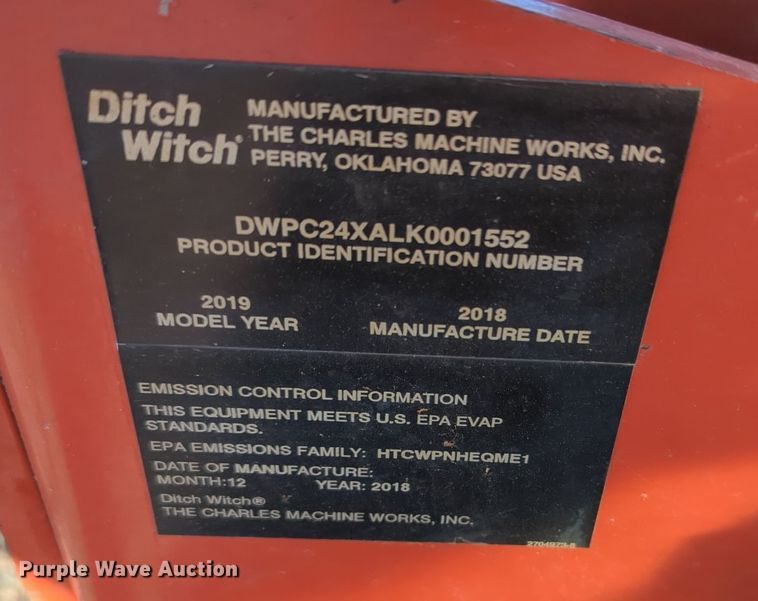 Ditch
Witch®
MANUFACTURED BY
THE CHARLES MACHINE WORKS, INC.
PERRY, OKLAHOMA 73077 USA
DWPC24XALK0001552
PRODUCT IDENTIFICATION NUMBER
2019
MODEL YEAR
2018
MANUFACTURE DATE
EMISSION CONTROL INFORMATION
THIS EQUIPMENT MEETS U.S. EPA EVAP
STANDARDS.
EPA EMISSIONS FAMILY: HTCWPNHEQME1
DATE OF MANUFACTURE:
MONTH:12 YEAR: 2018
Ditch Witch®
THE CHARLES MACHINE WORKS, INC.
Purple Wave Auction